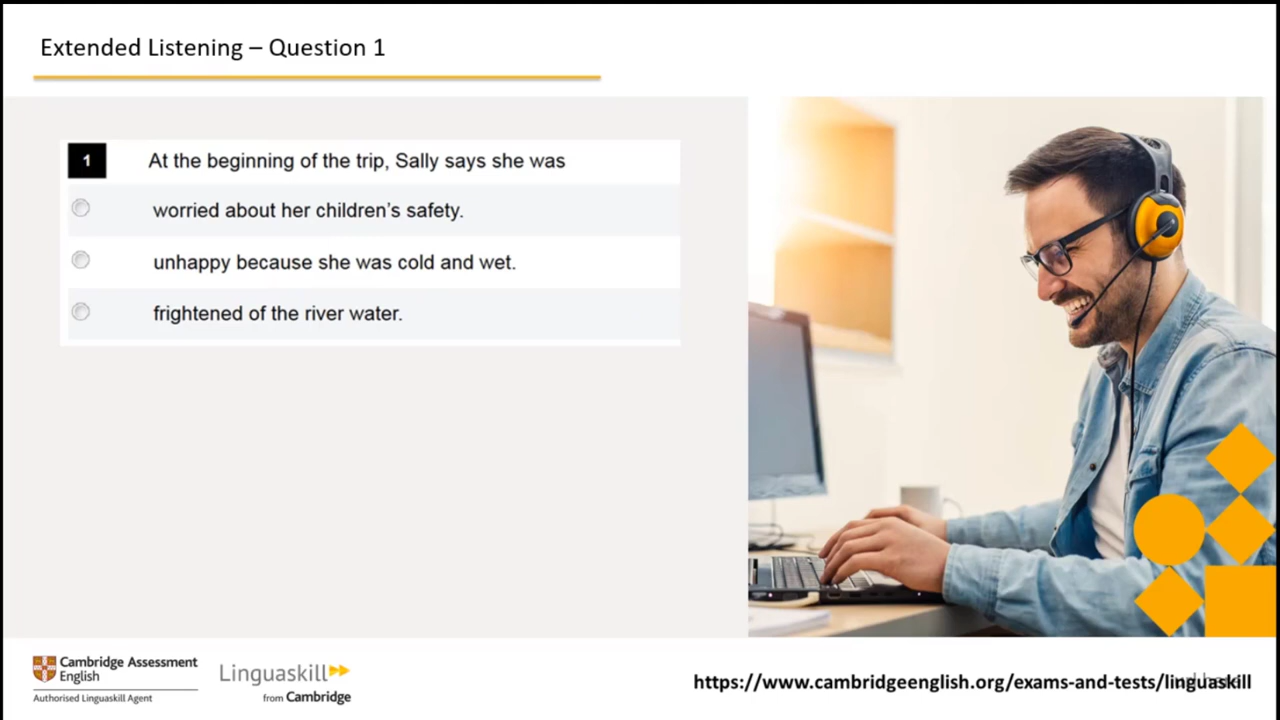 Extended Listening – Question 1
1 At the beginning of the trip, Sally says she was
worried about her children's safety.
unhappy because she was cold and wet.
frightened of the river water.
Cambridge Assessment
English
Authorised Linguaskill Agent
Linguaskill
from Cambridge
https://www.cambridgeenglish.org/exams-and-tests/linguaskill